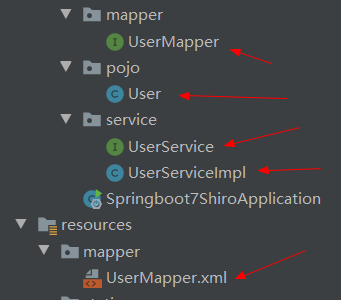 mapper
UserMapper
pojo
User
service
UserService
UserServiceImpl
Springboot7ShiroApplication
resources
mapper
UserMapper.xml